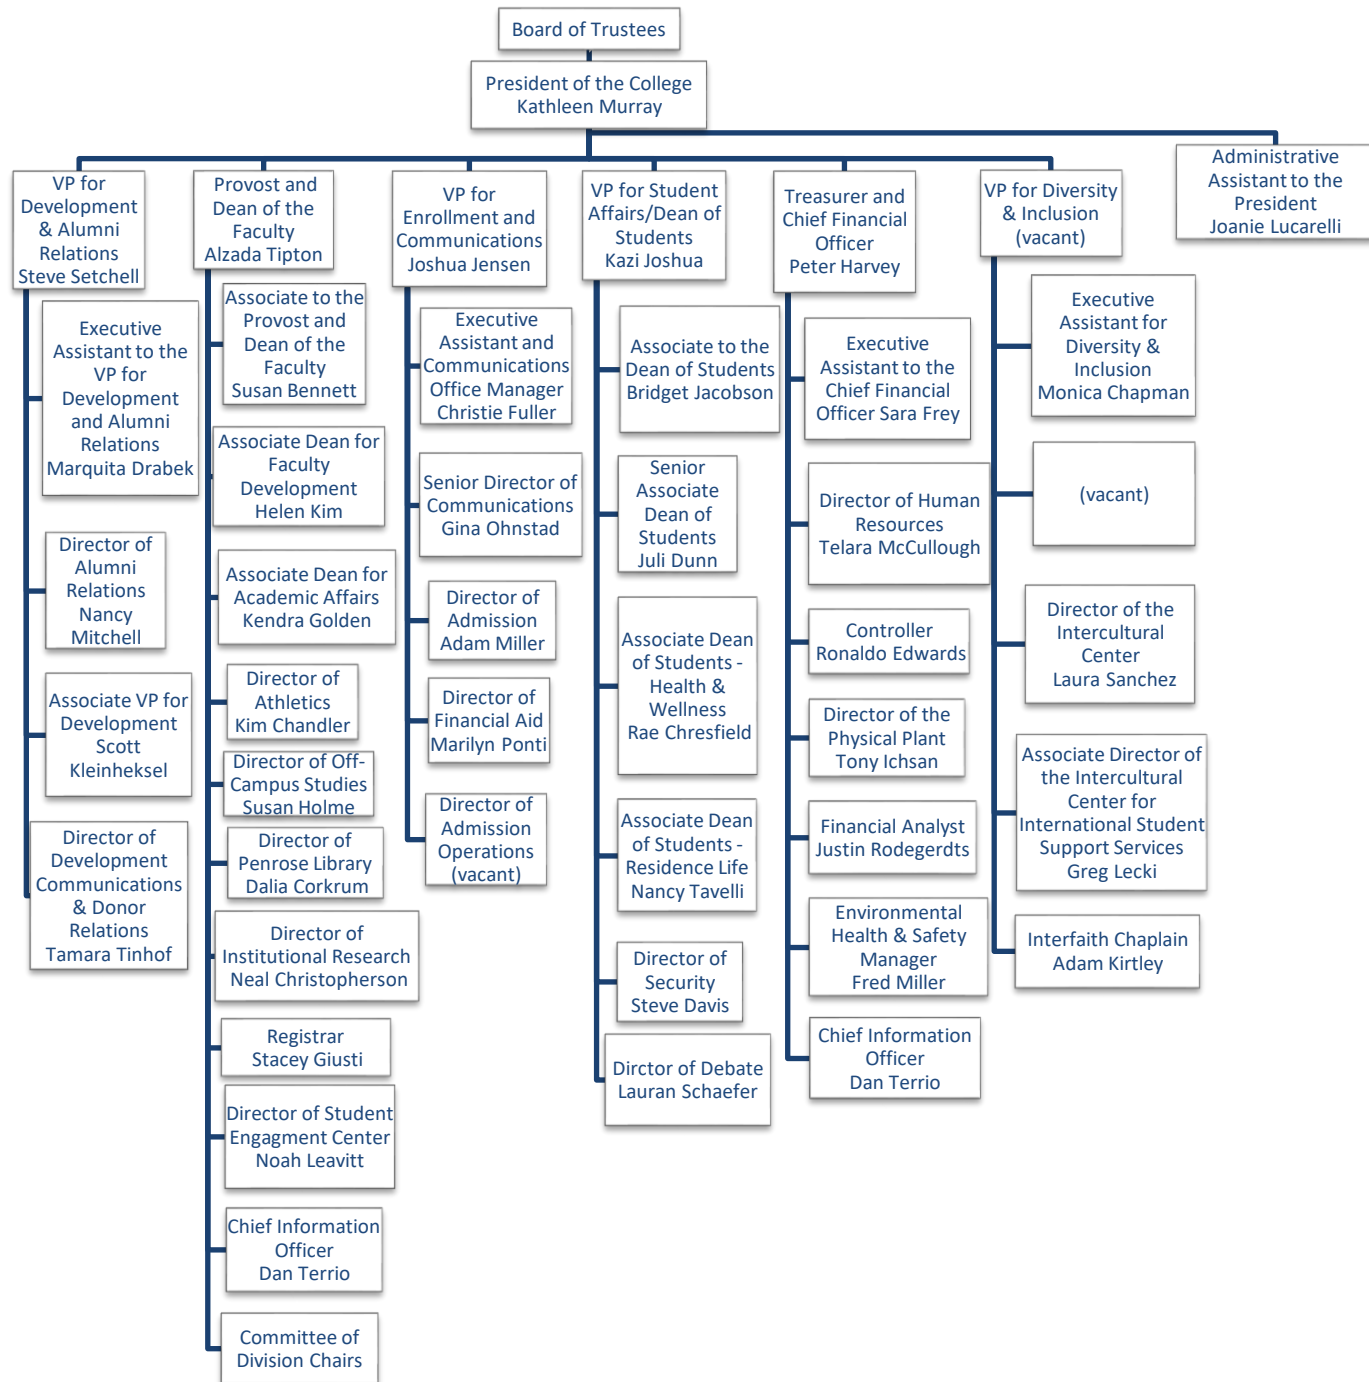 Board of Trustees
President of the College
Kathleen Murray
Administrative
Assistant to the
President
Joanie Lucarelli
VP for
Development
& Alumni
Relations
Steve Setchell
Executive
Assistant to the
VP for
Development
and Alumni
Relations
Marquita Drabek
Director of
Alumni
Relations
Nancy
Mitchell
Associate VP for
Development
Scott
Kleinheksel
Director of
Development
Communications
& Donor
Relations
Tamara Tinhof
Provost and
Dean of the
Faculty
Alzada Tipton
Associate to the
Provost and
Dean of the
Faculty
Susan Bennett
Associate Dean for
Faculty
Development
Helen Kim
Associate Dean for
Academic Affairs
Kendra Golden
Director of
Athletics
Kim Chandler
Director of Off-
Campus Studies
Susan Holme
Director of
Penrose Library
Dalia Corkrum
Director of
Institutional Research
Neal Christopherson
Registrar
Stacey Giusti
Director of Student
Engagment Center
Noah Leavitt
Chief Information
Officer
Dan Terrio
Committee of
Division Chairs
VP for
Enrollment and
Communications
Joshua Jensen
Executive
Assistant and
Communications
Office Manager
Christie Fuller
Senior Director of
Communications
Gina Ohnstad
Director of
Admission
Adam Miller
Director of
Financial Aid
Marilyn Ponti
Director of
Admission
Operations
(vacant)
VP for Student
Affairs/Dean of
Students
Kazi Joshua
Associate to the
Dean of Students
Bridget Jacobson
Senior
Associate
Dean of
Students
Juli Dunn
Associate Dean
of Students -
Health &
Wellness
Rae Chresfield
Associate Dean
of Students -
Residence Life
Nancy Tavelli
Director of
Security
Steve Davis
Dirctor of Debate
Lauran Schaefer
Treasurer and
Chief Financial
Officer
Peter Harvey
Executive
Assistant to the
Chief Financial
Officer Sara Frey
Director of Human
Resources
Telara McCullough
Controller
Ronaldo Edwards
Director of the
Physical Plant
Tony Ichsan
Financial Analyst
Justin Rodegerdts
Environmental
Health & Safety
Manager
Fred Miller
Chief Information
Officer
Dan Terrio
VP for Diversity
& Inclusion
(vacant)
Executive
Assistant for
Diversity &
Inclusion
Monica Chapman
(vacant)
Director of the
Intercultural
Center
Laura Sanchez
Associate Director of
the Intercultural
Center for
International Student
Support Services
Greg Lecki
Interfaith Chaplain
Adam Kirtley